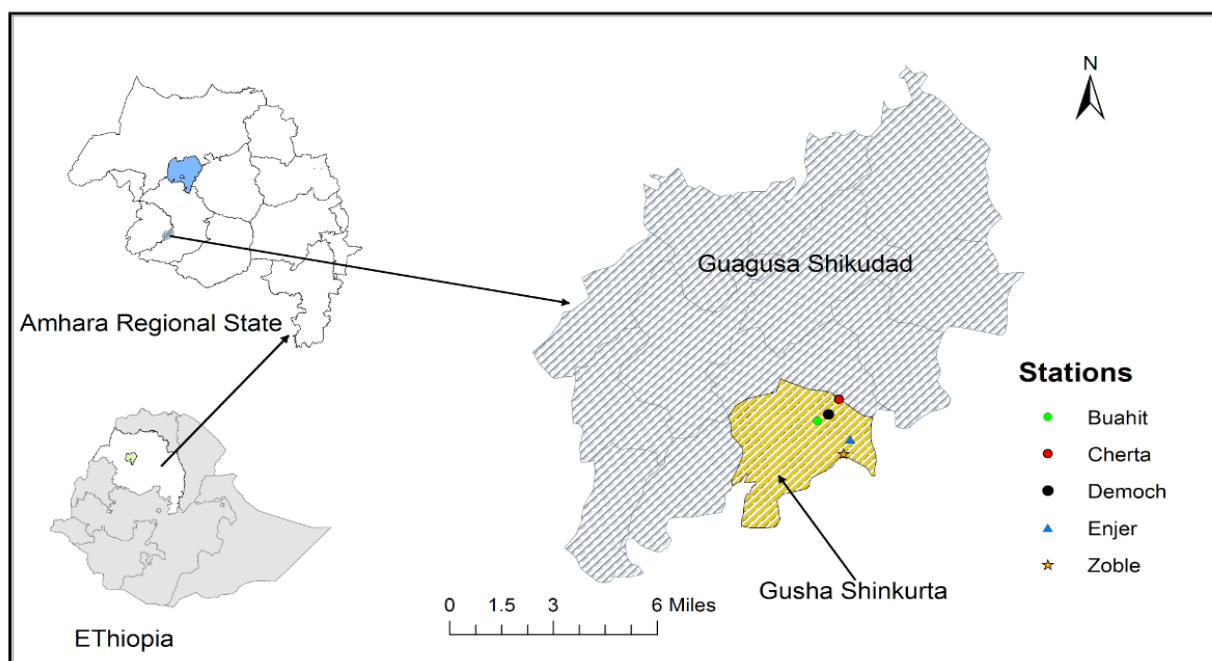 N
Guagusa Shikudad
Amhara Regional State
Stations
Buahit
Cherta
Democh
Enjer
Zoble
Gusha Shinkurta
0 1.5 3 6 Miles
EThiopia